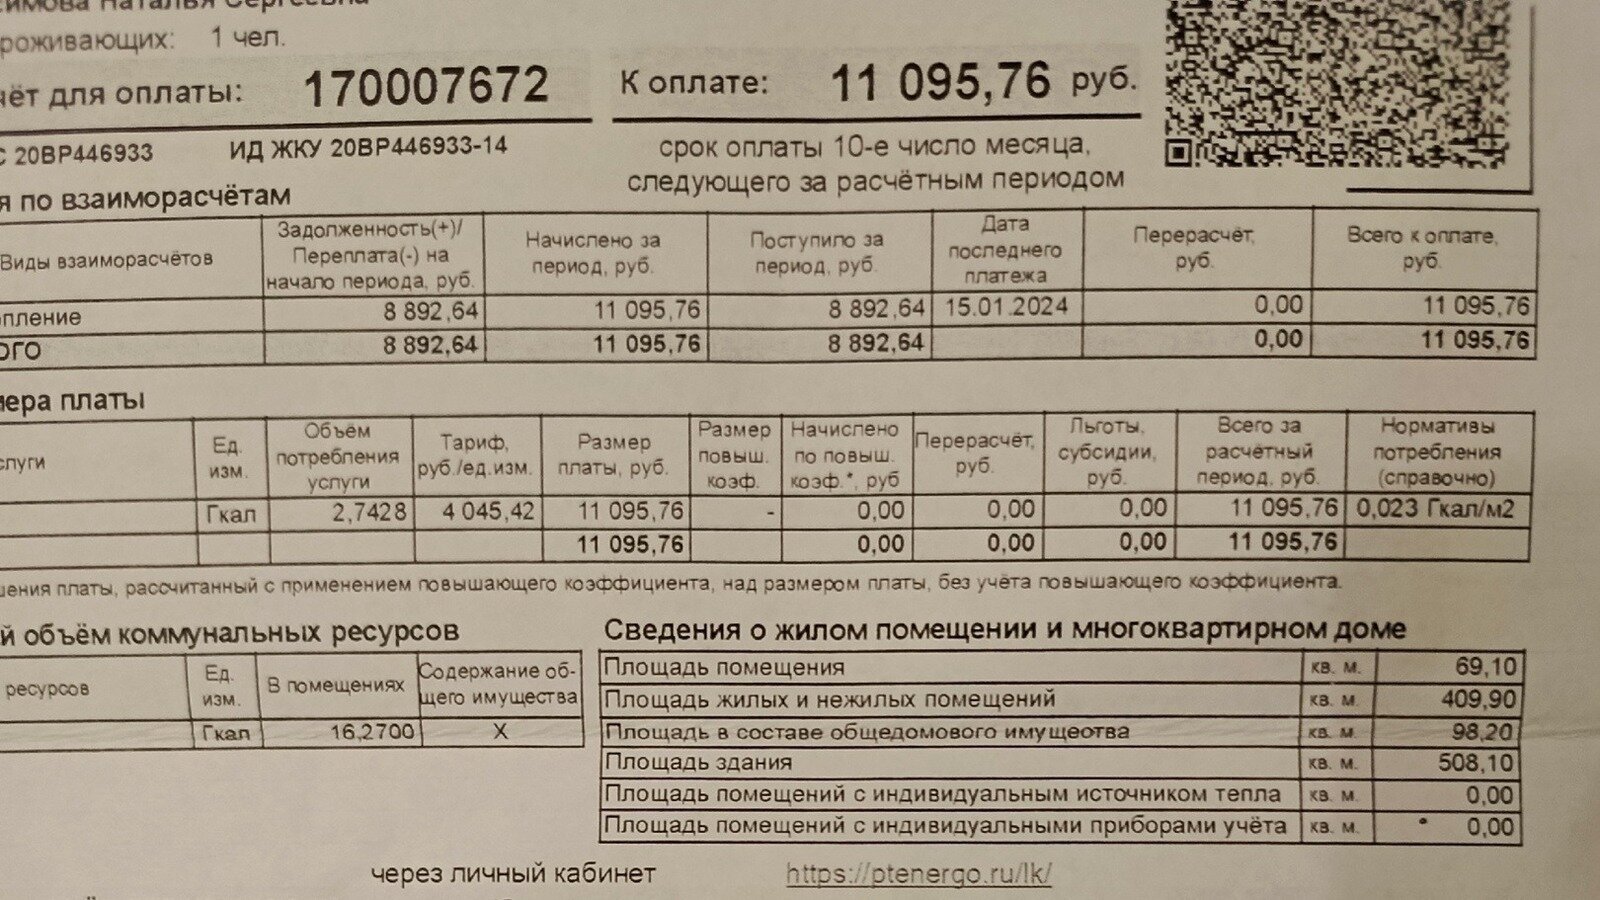 Наталья Сергеевна
роживающих: 1 чел.
чёт для оплаты: 170007672 К оплате: 11 095,76 руб.
С 20ВР446933 ИД ЖКУ 20ВР446933-14
срок оплаты 10-е число месяца,
следующего за расчётным периодом
я по взаиморасчётам
Виды взаиморасчётов Задолженность(+)/ Переплата(-) на начало периода, руб. Начислено за период, руб. Поступило за период, руб. Дата последнего платежа Перерасчёт, руб. Всего к оплате, руб.
опление 8 892,64 11 095,76 8 892,64 15.01.2024 0,00 11 095,76
ОГО 8 892,64 11 095,76 8 892,64 0,00 11 095,76
мера платы
слуги Ед. изм. Объём потребления услуги Тариф, руб./ед.изм. Размер платы, руб. Размер повыш. коэф. Начислено по повыш. коэф.*, руб Перерасчёт, руб. Льготы, субсидии, руб. Всего за расчётный период, руб. Нормативы потребления (справочно)
Гкал 2,7428 4 045,42 11 095,76 - 0,00 0,00 0,00 11 095,76 0,023 Гкал/м2
11 095,76 0,00 0,00 0,00 11 095,76
шения платы, рассчитанный с применением повышающего коэффициента, над размером платы, без учёта повышающего коэффициента.
й объём коммунальных ресурсов
ресурсов Ед. изм. В помещениях Содержание общего имущества
Гкал 16,2700 X
Сведения о жилом помещении и многоквартирном доме
Площадь помещения кв. м. 69,10
Площадь жилых и нежилых помещений кв. м. 409,90
Площадь в составе общедомового имущества кв. м. 98,20
Площадь здания кв. м. 508,10
Площадь помещений с индивидуальным источником тепла кв. м. 0,00
Площадь помещений с индивидуальными приборами учёта кв. м. 0,00
через личный кабинет https://ptenergo.ru/lk/